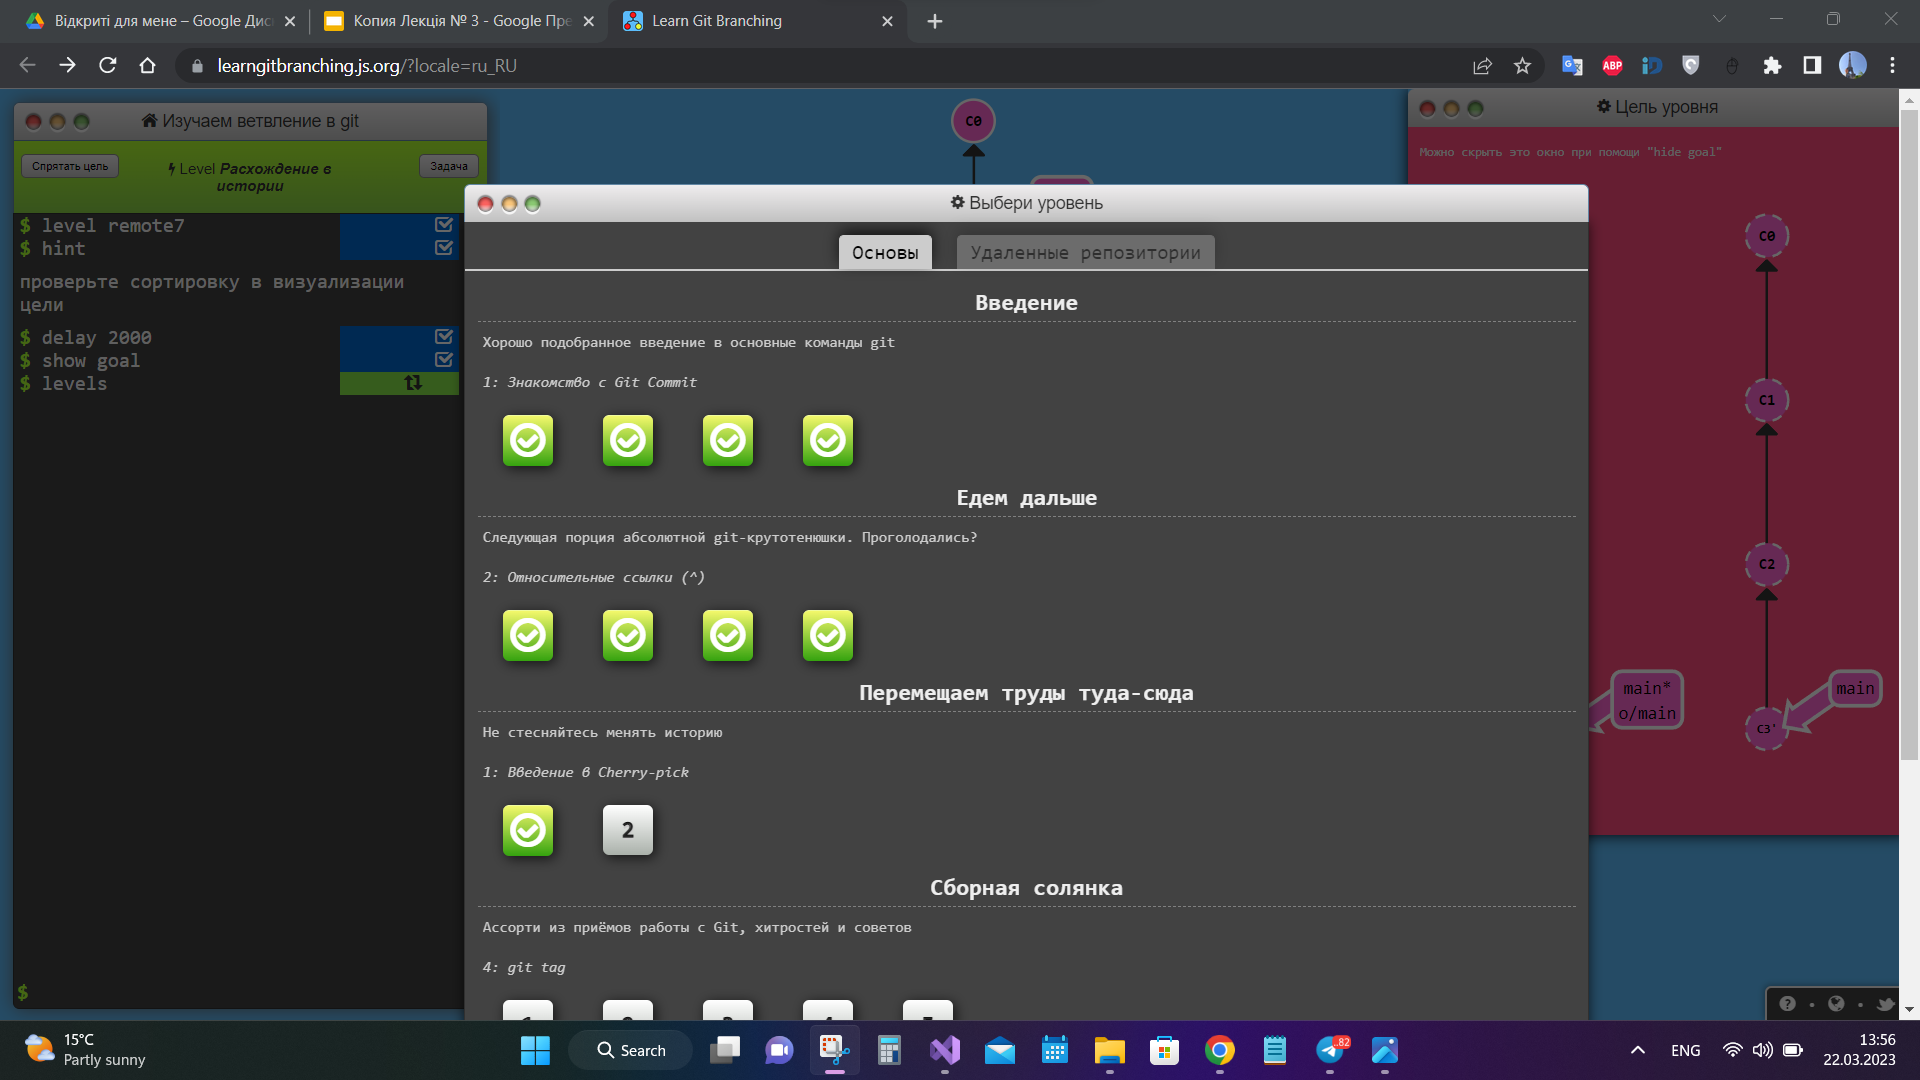 Відкриті для мене – Google Дис
Копия Лекція № 3 - Google Пре
Learn Git Branching
learngitbranching.js.org/?locale=ru_RU
ABP
Изучаем ветвление в git
Спрятать цель
Level Расхождение в
истории
Задача
$ level remote7
$ hint
проверьте сортировку в визуализации
цели
$ delay 2000
$ show goal
$ levels
$
C0
Выбери уровень
Основы
Удаленные репозитории
Введение
Хорошо подобранное введение в основные команды git
1: Знакомство с Git Commit
Едем дальше
Следующая порция абсолютной git-крутотенюшки. Проголодались?
2: Относительные ссылки (^)
Перемещаем труды туда-сюда
Не стесняйтесь менять историю
1: Введение в Cherry-pick
2
Сборная солянка
Ассорти из приёмов работы с Git, хитростей и советов
4: git tag
Цель уровня
Можно скрыть это окно при помощи "hide goal"
C0
C1
C2
main*
o/main
main
C3'
15°C
Partly sunny
Search
..82
ENG
13:56
22.03.2023